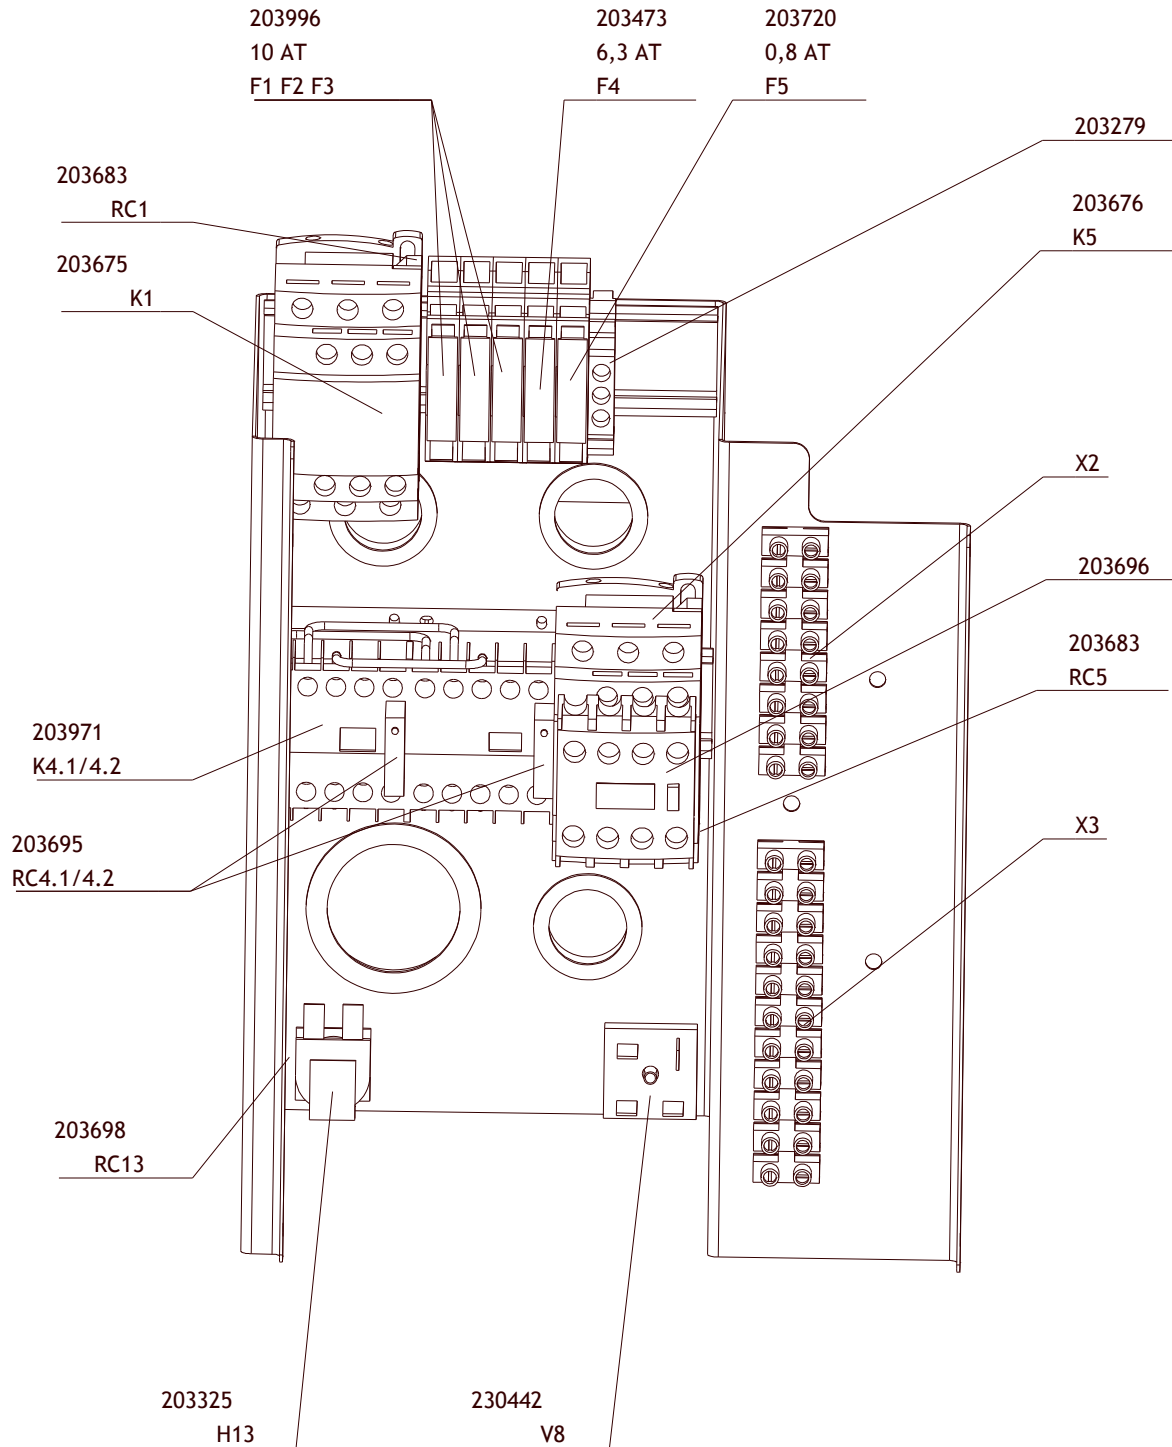 203996
10 AT
F1 F2 F3
203473
6,3 AT
F4
203720
0,8 AT
F5
203279
203683
RC1
203676
K5
203675
K1
X2
203696
203683
RC5
203971
K4.1/4.2
X3
203695
RC4.1/4.2
203698
RC13
203325
H13
230442
V8